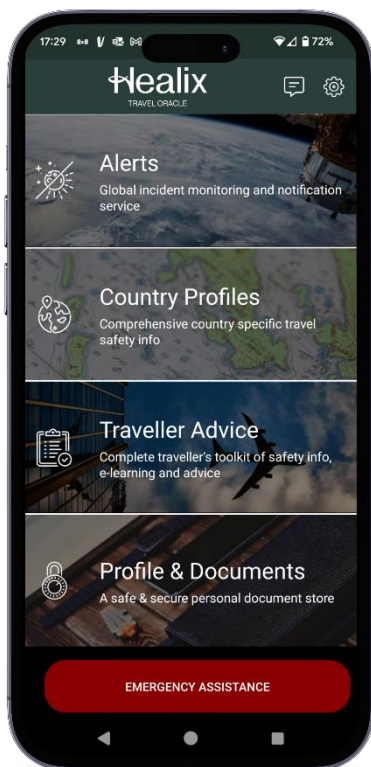 17:29
72%
Healix
TRAVEL ORACLE
Alerts
Global incident monitoring and notification
service
Country Profiles
Comprehensive country specific travel
safety info
Traveller Advice
Complete traveller's toolkit of safety info,
e-learning and advice
Profile & Documents
A safe & secure personal document store
EMERGENCY ASSISTANCE